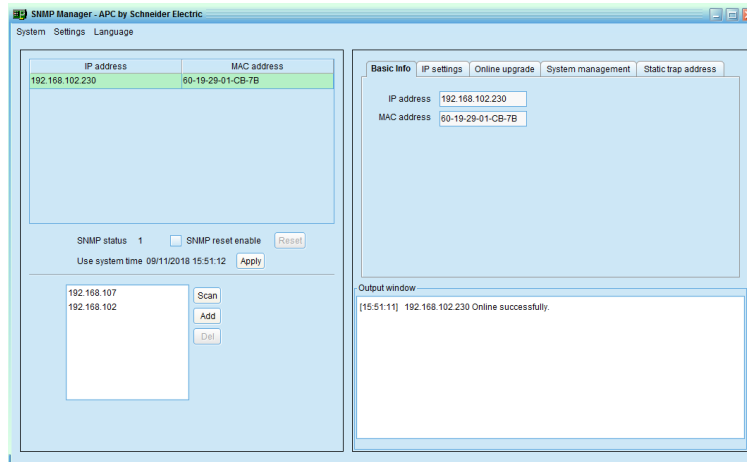 SNMP Manager - APC by Schneider Electric
System Settings Language
IP address MAC address
192.168.102.230 60-19-29-01-CB-7B
SNMP status 1 SNMP reset enable Reset
Use system time 09/11/2018 15:51:12 Apply
192.168.107
192.168.102
Scan
Add
Del
Basic Info IP settings Online upgrade System management Static trap address
IP address 192.168.102.230
MAC address 60-19-29-01-CB-7B
Output window
[15:51:11] 192.168.102.230 Online successfully.